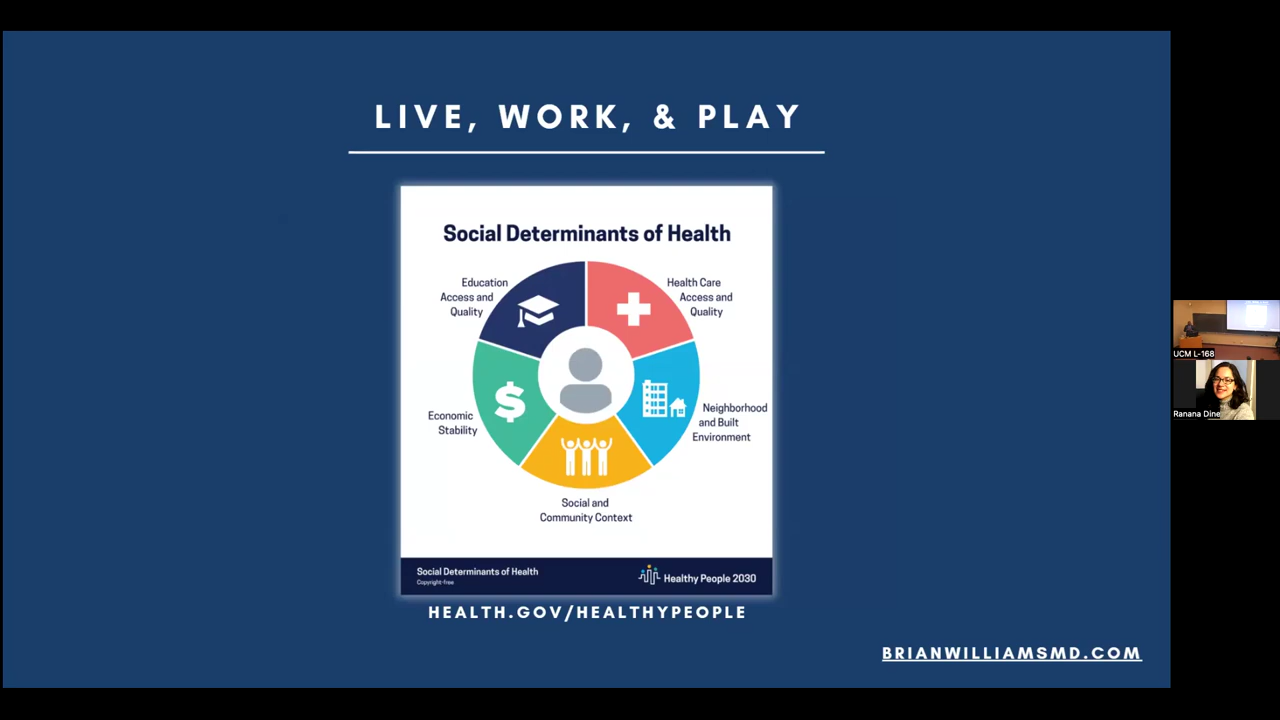 LIVE, WORK, & PLAY
Social Determinants of Health
Education
Access and
Quality
Health Care
Access and
Quality
Economic
Stability
Neighborhood
and Built
Environment
Social and
Community Context
Social Determinants of Health
Copyright-free
Healthy People 2030
HEALTH.GOV/HEALTHYPEOPLE
BRIANWILLIAMSMD.COM
UCM L-168
Ranana Dine